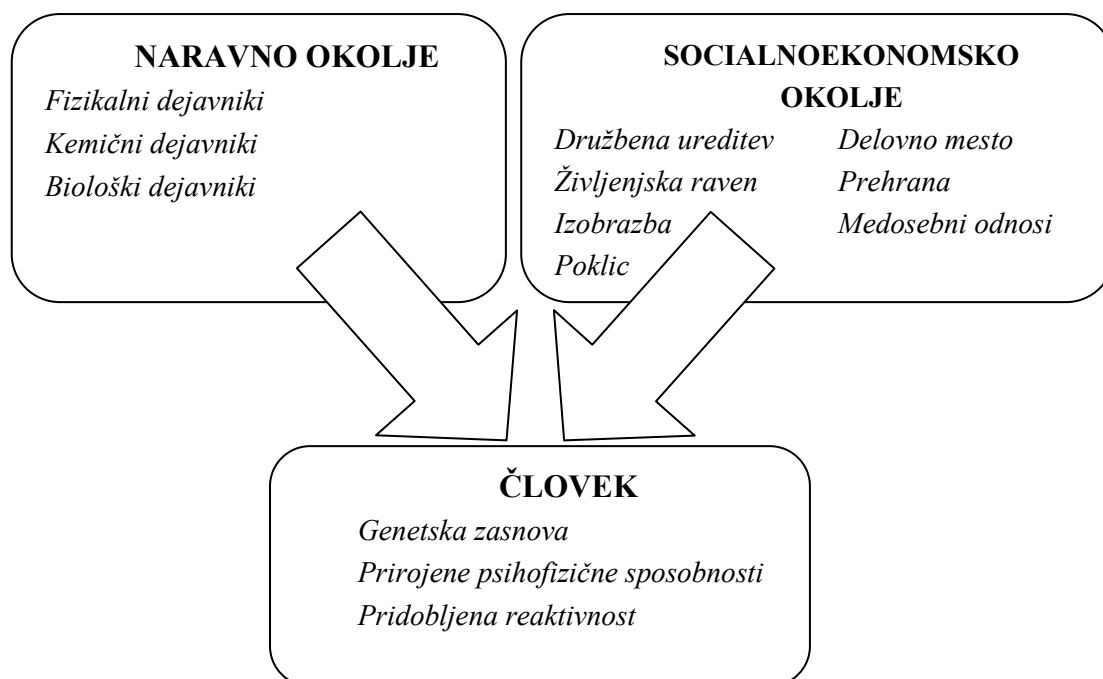 NARAVNO OKOLJE
Fizikalni dejavniki
Kemični dejavniki
Biološki dejavniki
SOCIALNOEKONOMSKO
OKOLJE
Družbena ureditev
Življenjska raven
Izobrazba
Poklic
Delovno mesto
Prehrana
Medosebni odnosi
ČLOVEK
Genetska zasnova
Prirojene psihofizične sposobnosti
Pridobljena reaktivnost